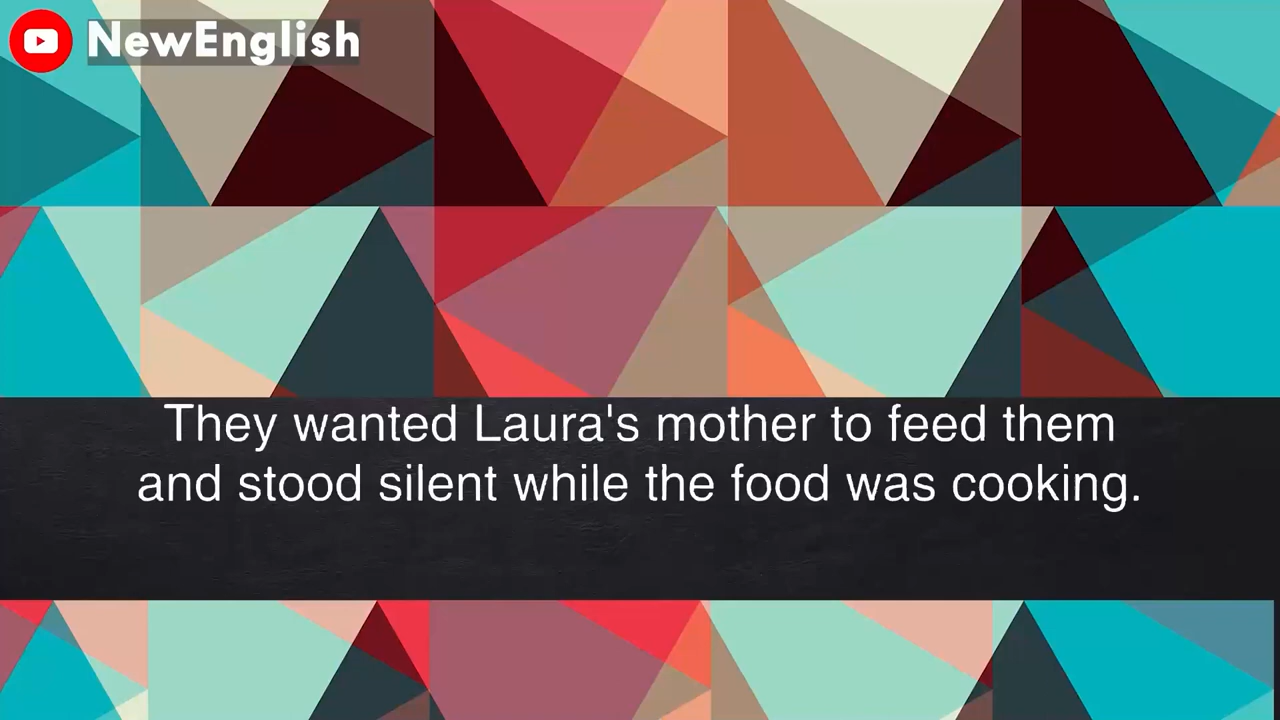 NewEnglish
They wanted Laura's mother to feed them
and stood silent while the food was cooking.